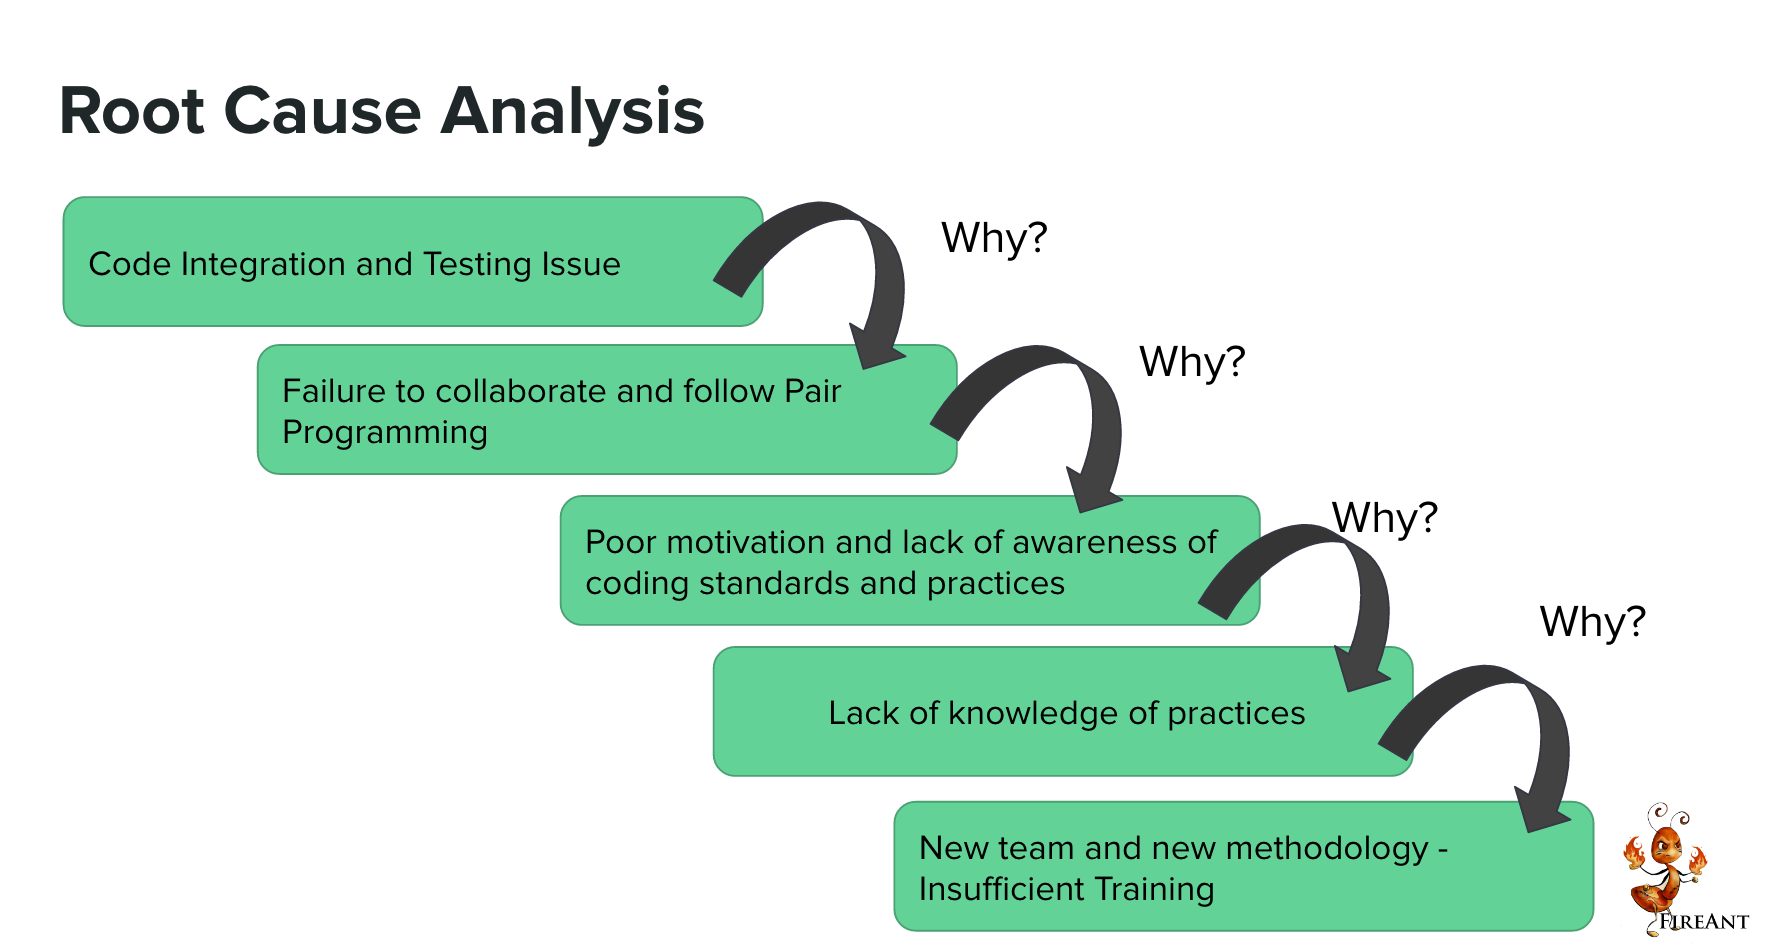 Root Cause Analysis
Code Integration and Testing Issue
Why?
Failure to collaborate and follow Pair
Programming
Why?
Poor motivation and lack of awareness of
coding standards and practices
Why?
Lack of knowledge of practices
Why?
New team and new methodology -
Insufficient Training
FIREANT